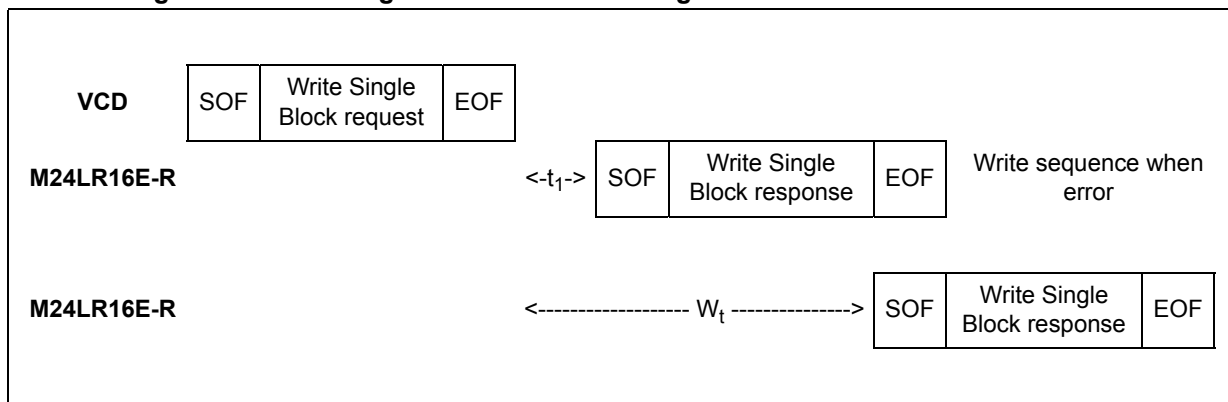 VCD SOF Write Single Block request EOF
M24LR16E-R <-t1-> SOF Write Single Block response EOF Write sequence when error
M24LR16E-R <------------------- Wt ---------------> SOF Write Single Block response EOF